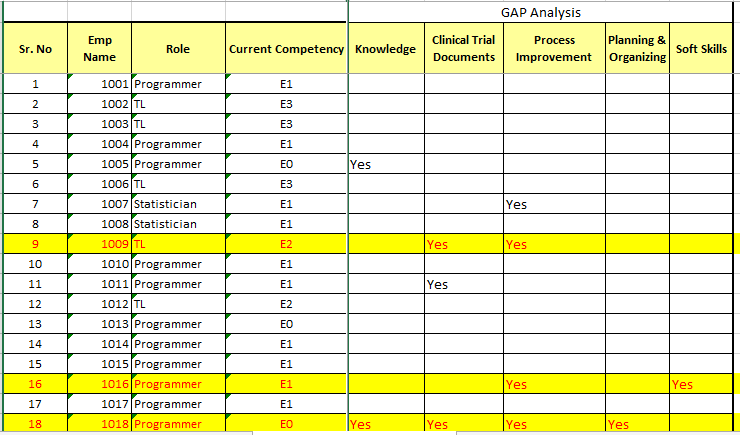 GAP Analysis
Sr. No Emp Name Role Current Competency Knowledge Clinical Trial Documents Process Improvement Planning & Organizing Soft Skills
1 1001 Programmer E1
2 1002 TL E3
3 1003 TL E3
4 1004 Programmer E1
5 1005 Programmer E0 Yes
6 1006 TL E3
7 1007 Statistician E1 Yes
8 1008 Statistician E1
9 1009 TL E2 Yes Yes
10 1010 Programmer E1
11 1011 Programmer E1 Yes
12 1012 TL E2
13 1013 Programmer E0
14 1014 Programmer E1
15 1015 Programmer E1
16 1016 Programmer E1 Yes Yes
17 1017 Programmer E1
18 1018 Programmer E0 Yes Yes Yes Yes